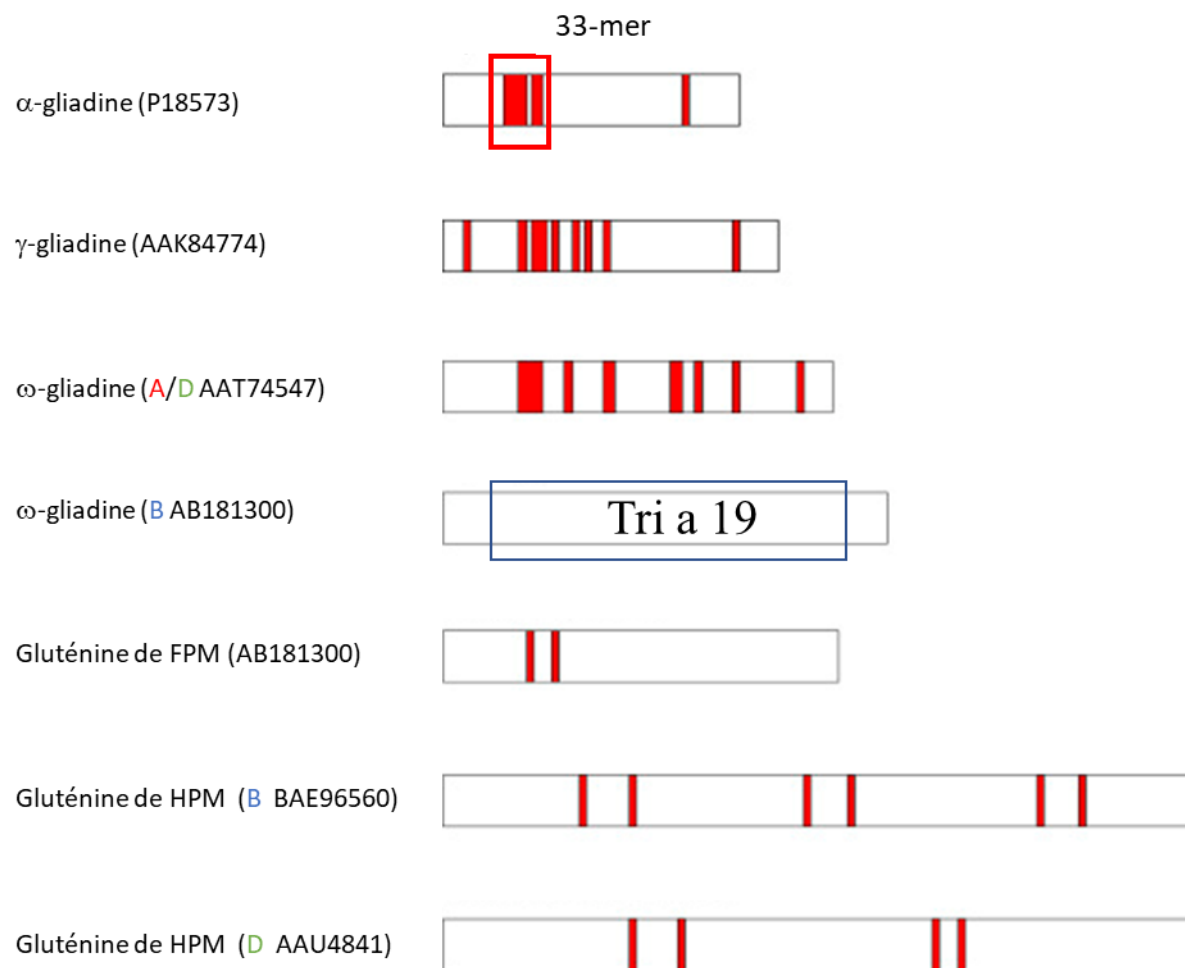 33-mer
α-gliadine (P18573)
γ-gliadine (AAK84774)
ω-gliadine (A/D AAT74547)
ω-gliadine (B AB181300)
Tri a 19
Gluténine de FPM (AB181300)
Gluténine de HPM (B BAE96560)
Gluténine de HPM (D AAU4841)